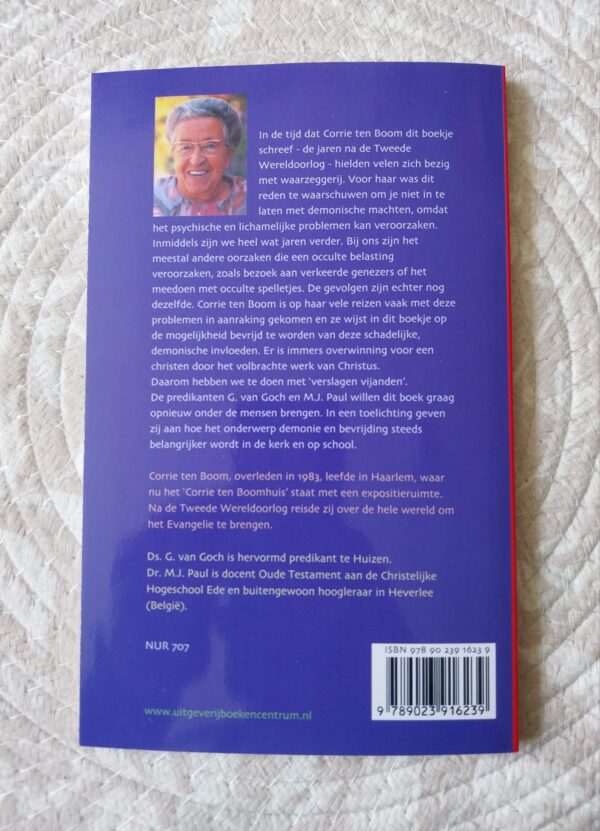 In de tijd dat Corrie ten Boom dit boekje
schreef - de jaren na de Tweede
Wereldoorlog - hielden velen zich bezig
met waarzeggerij. Voor haar was dit
reden te waarschuwen om je niet in te
laten met demonische machten, omdat
het psychische en lichamelijke problemen kan veroorzaken.
Inmiddels zijn we heel wat jaren verder. Bij ons zijn het
meestal andere oorzaken die een occulte belasting
veroorzaken, zoals bezoek aan verkeerde genezers of het
meedoen met occulte spelletjes. De gevolgen zijn echter nog
dezelfde. Corrie ten Boom is op haar vele reizen vaak met deze
problemen in aanraking gekomen en ze wijst in dit boekje op
de mogelijkheid bevrijd te worden van deze schadelijke,
demonische invloeden. Er is immers overwinning voor een
christen door het volbrachte werk van Christus.
Daarom hebben we te doen met ‘verslagen vijanden’.
De predikanten G. van Goch en M.J. Paul willen dit boek graag
opnieuw onder de mensen brengen. In een toelichting geven
zij aan hoe het onderwerp demonie en bevrijding steeds
belangrijker wordt in de kerk en op school.
Corrie ten Boom, overleden in 1983, leefde in Haarlem, waar
nu het ‘Corrie ten Boomhuis’ staat met een expositieruimte.
Na de Tweede Wereldoorlog reisde zij over de hele wereld om
het Evangelie te brengen.
Ds. G. van Goch is hervormd predikant te Huizen.
Dr. M.J. Paul is docent Oude Testament aan de Christelijke
Hogeschool Ede en buitengewoon hoogleraar in Heverlee
(België).
NUR 707
ISBN 978 90 239 1623 9
9 789023 916239
www.uitgeverijboekencentrum.nl